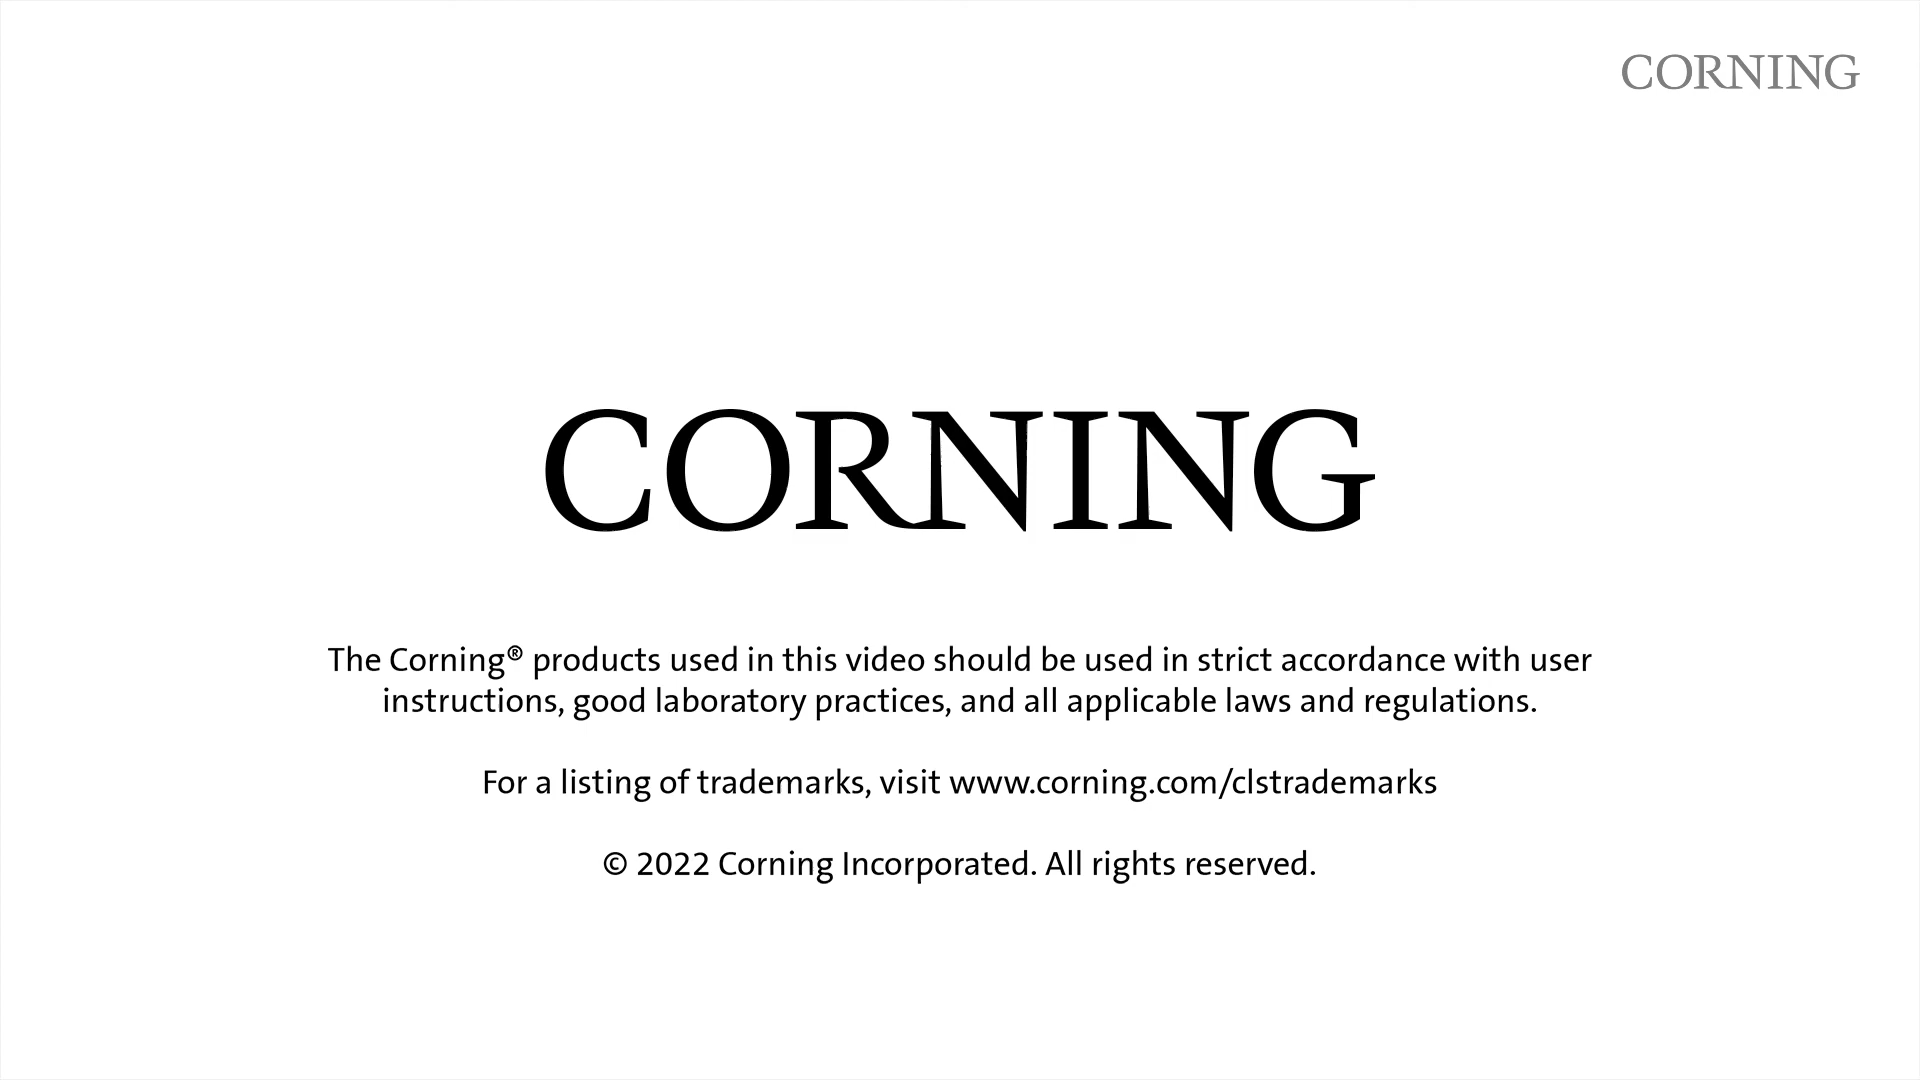 CORNING
CORNING
The Corning® products used in this video should be used in strict accordance with user
instructions, good laboratory practices, and all applicable laws and regulations.
For a listing of trademarks, visit www.corning.com/clstrademarks
© 2022 Corning Incorporated. All rights reserved.